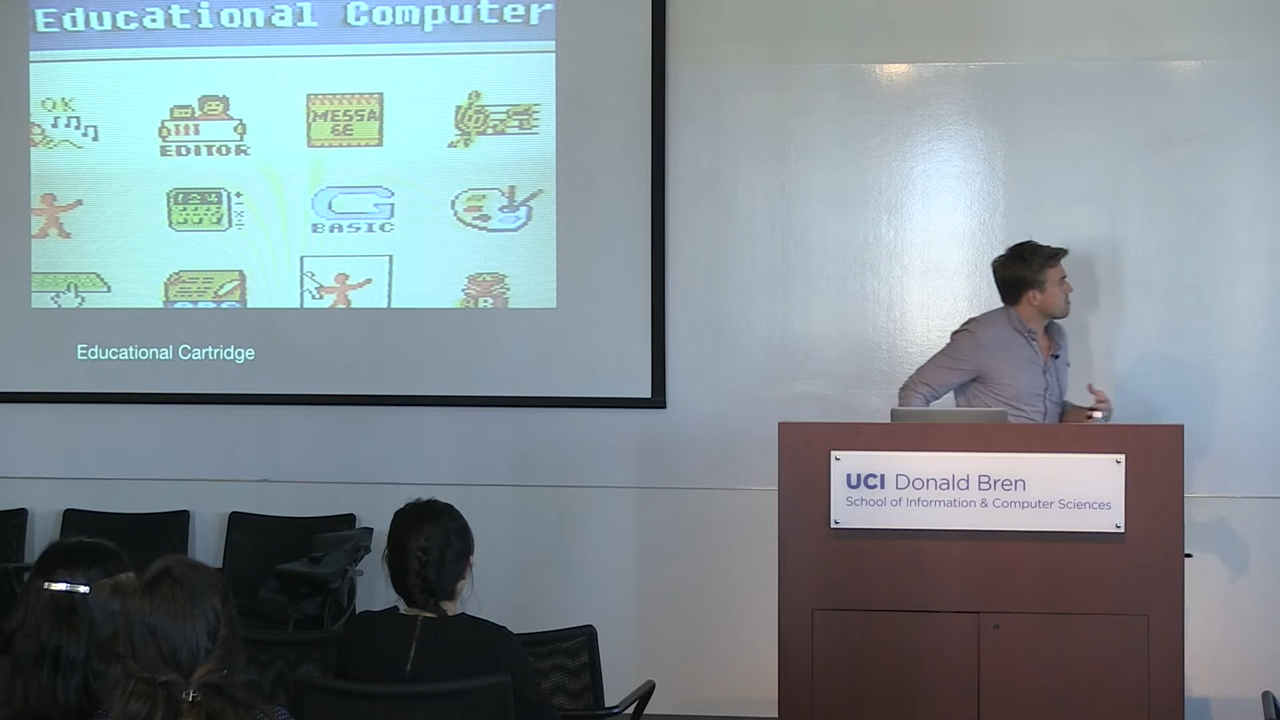 Educational Computer
OK
EDITOR
MESSA
GE
G
BASIC
Educational Cartridge
UCI Donald Bren
School of Information & Computer Sciences